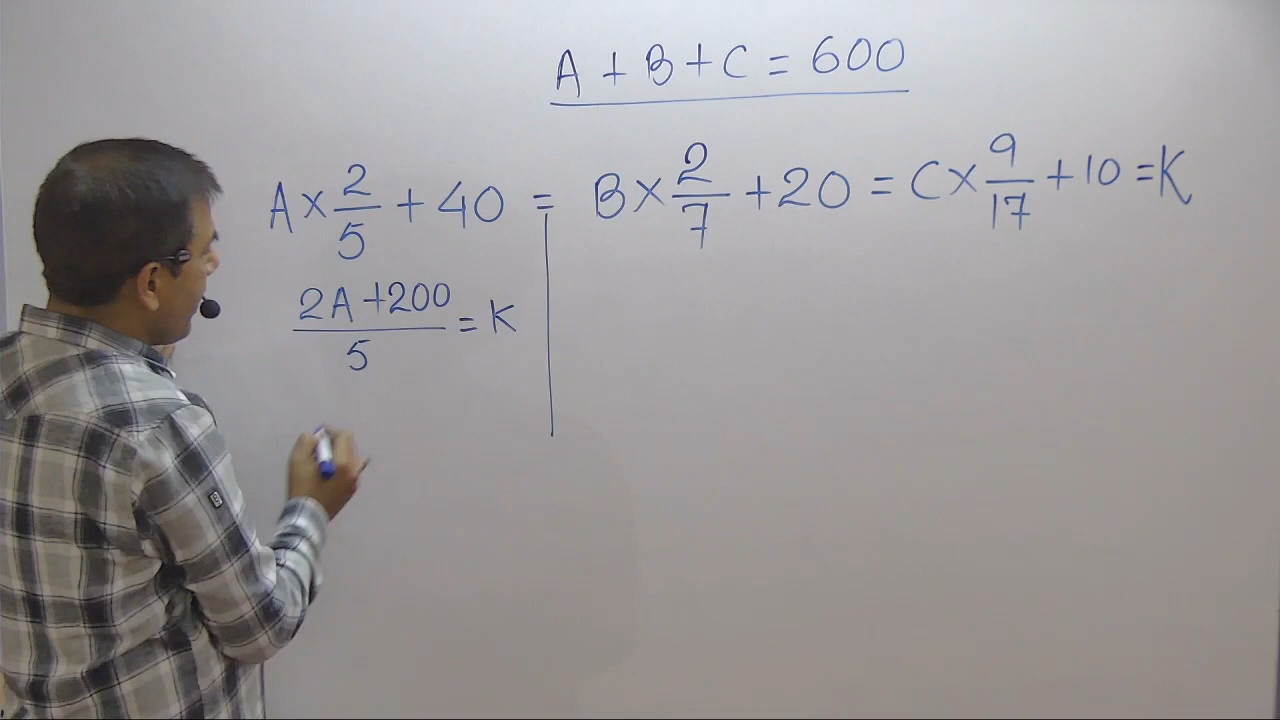 A + B + C = 600
A × 2/5 + 40 = B × 2/7 + 20 = C × 9/17 + 10 = K
(2A + 200)/5 = K